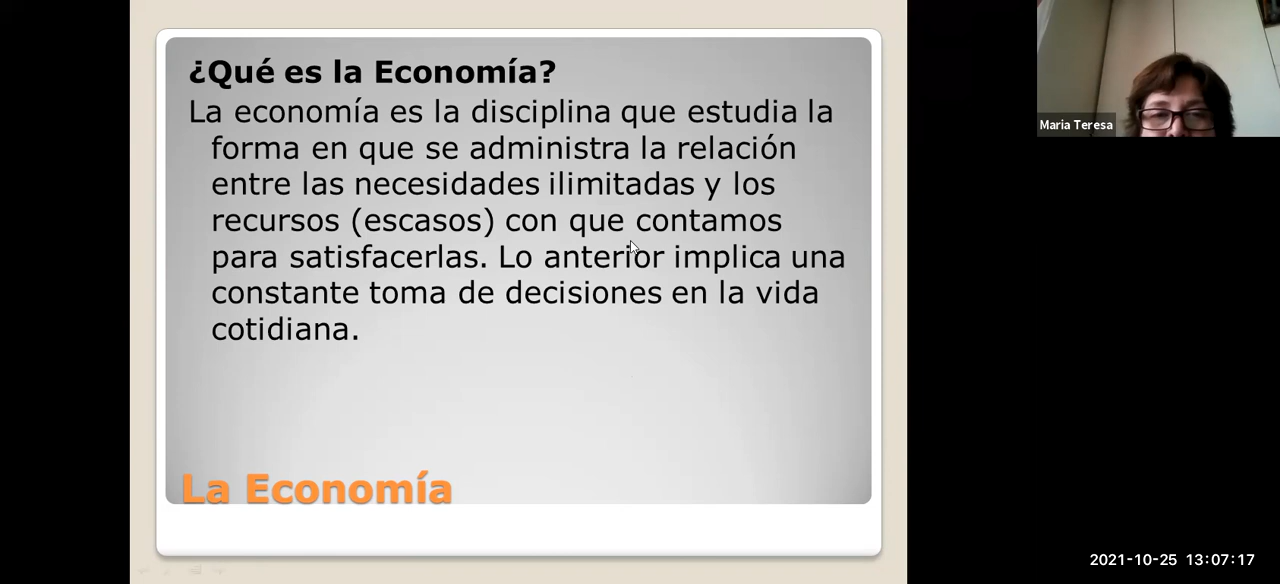 ¿Qué es la Economía?
La economía es la disciplina que estudia la
forma en que se administra la relación
entre las necesidades ilimitadas y los
recursos (escasos) con que contamos
para satisfacerlas. Lo anterior implica una
constante toma de decisiones en la vida
cotidiana.
La Economía
Maria Teresa
2021-10-25 13:07:17